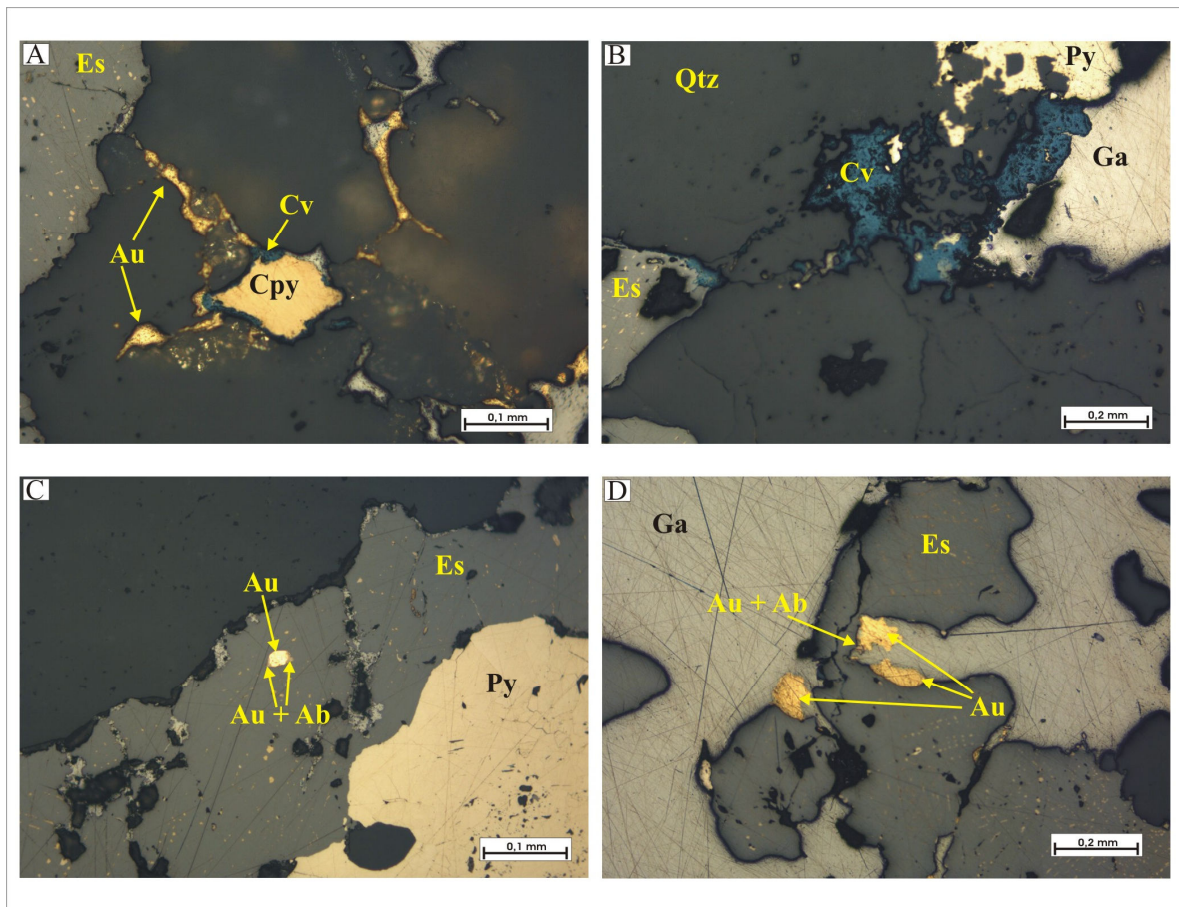 A
Es
Au
Cv
Cpy
0,1 mm
B
Qtz
Py
Ga
Cv
Es
0,2 mm
C
Es
Au
Au + Ab
Py
0,1 mm
D
Ga
Es
Au + Ab
Au
0,2 mm